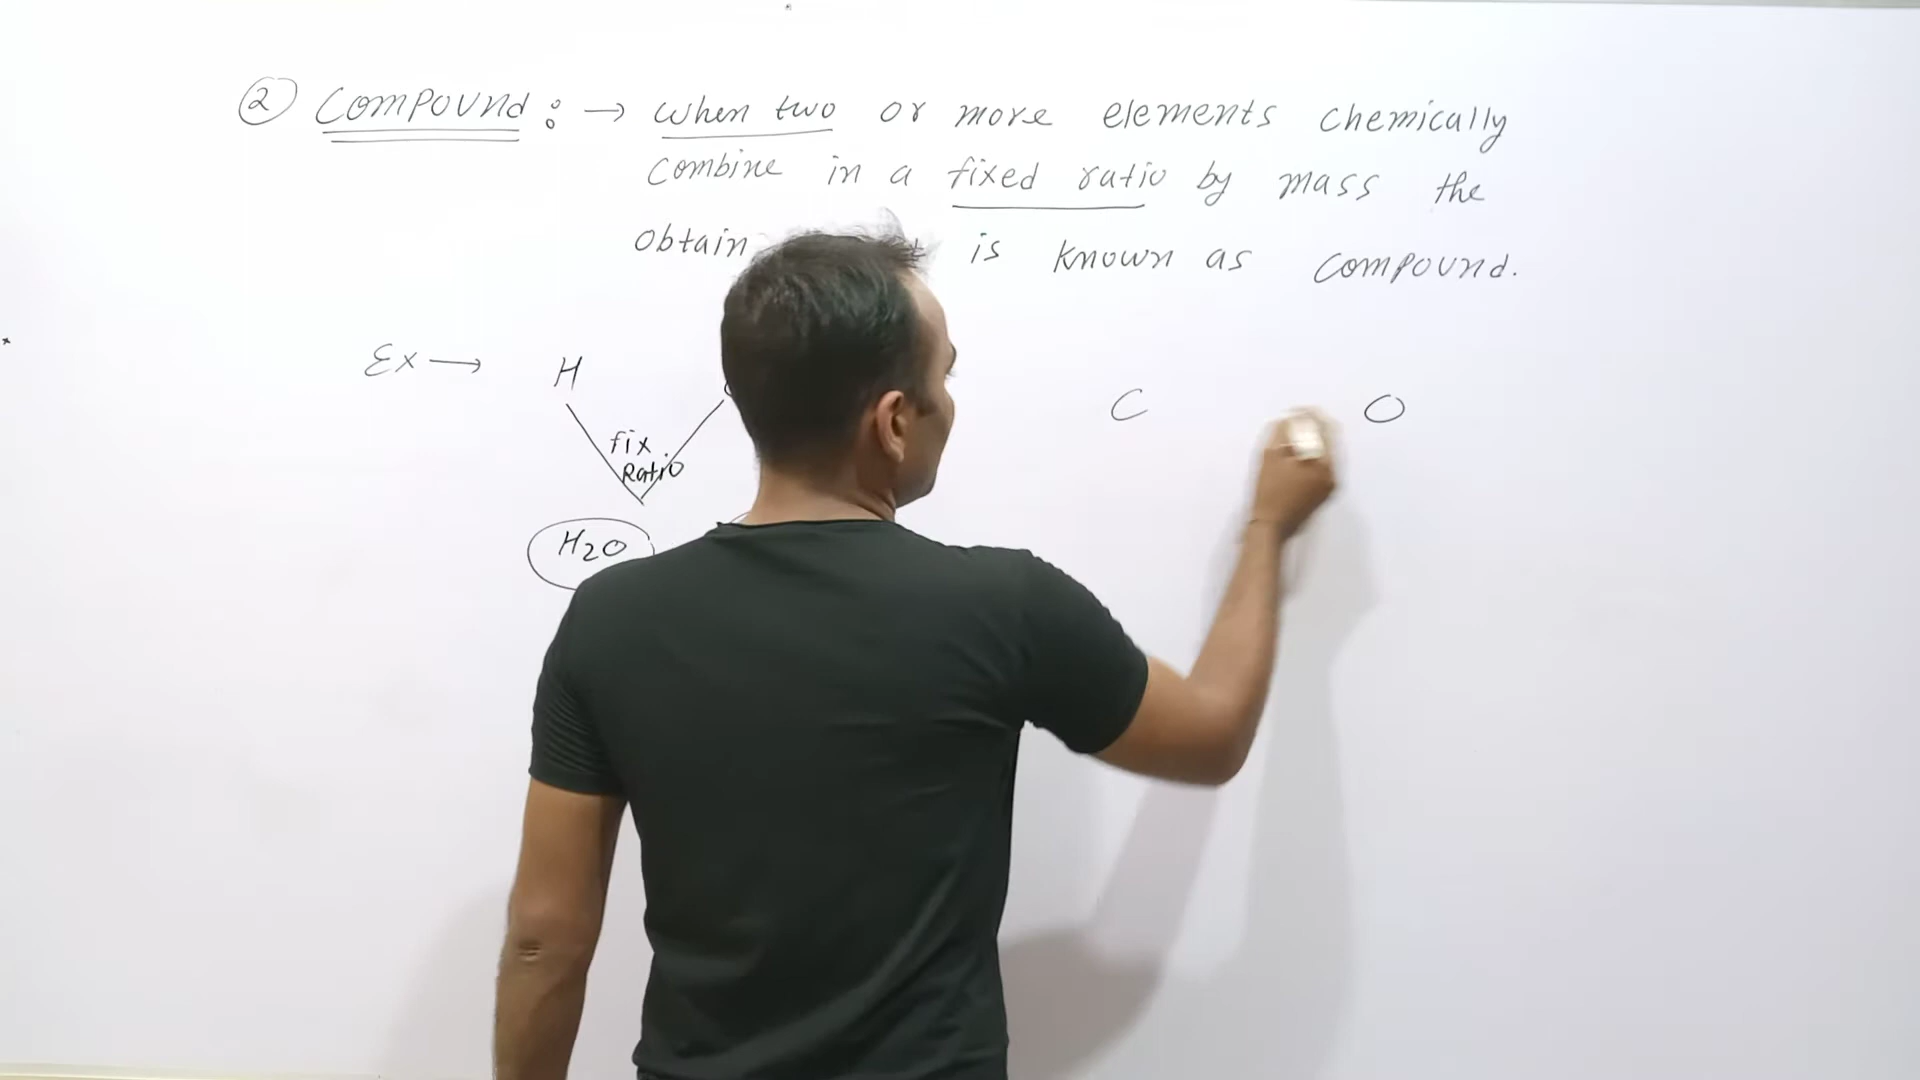 ② Compound : → when two or more elements chemically
combine in a fixed ratio by mass the
obtain is known as compound.
Ex → H
C O
fix.
Ratio
H2O